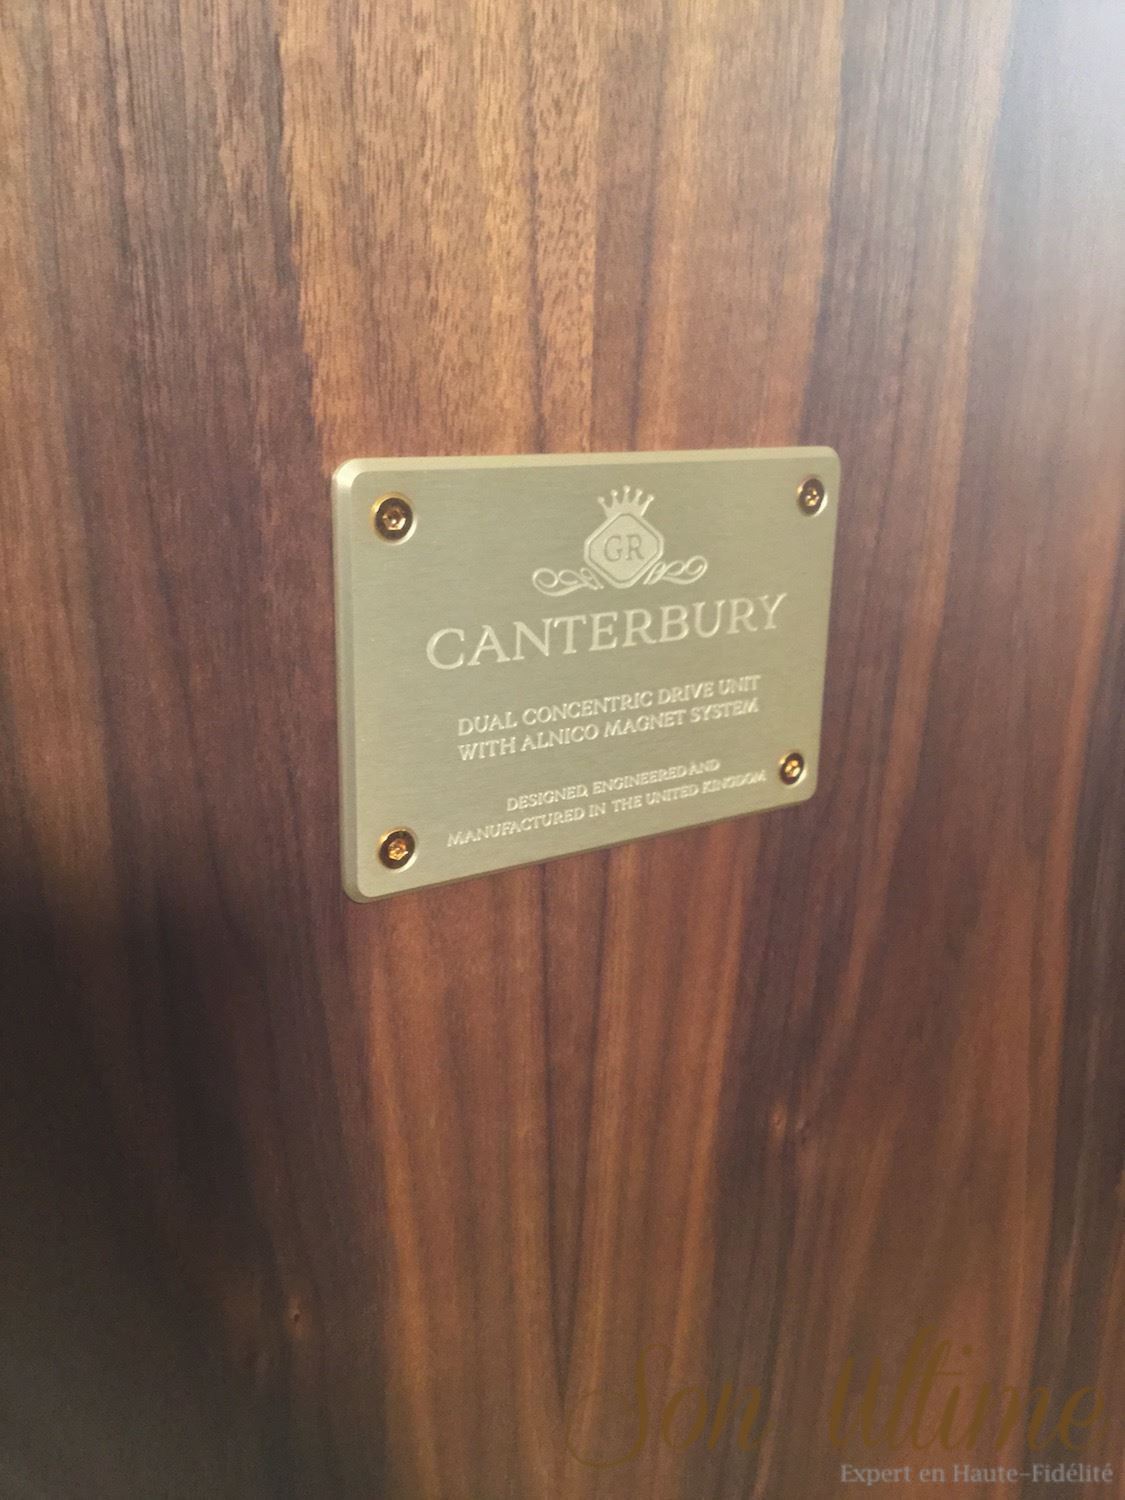 GR
CANTERBURY
DUAL CONCENTRIC DRIVE UNIT
WITH ALNICO MAGNET SYSTEM
DESIGNED, ENGINEERED AND
MANUFACTURED IN THE UNITED KINGDOM
Son Ultime
Expert en Haute-Fidélité